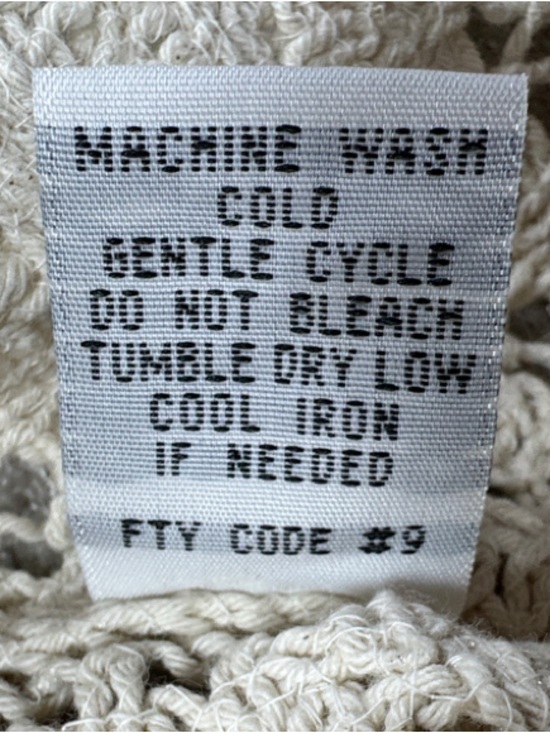 MACHINE WASH
COLD
GENTLE CYCLE
DO NOT BLEACH
TUMBLE DRY LOW
COOL IRON
IF NEEDED
FTY CODE #9